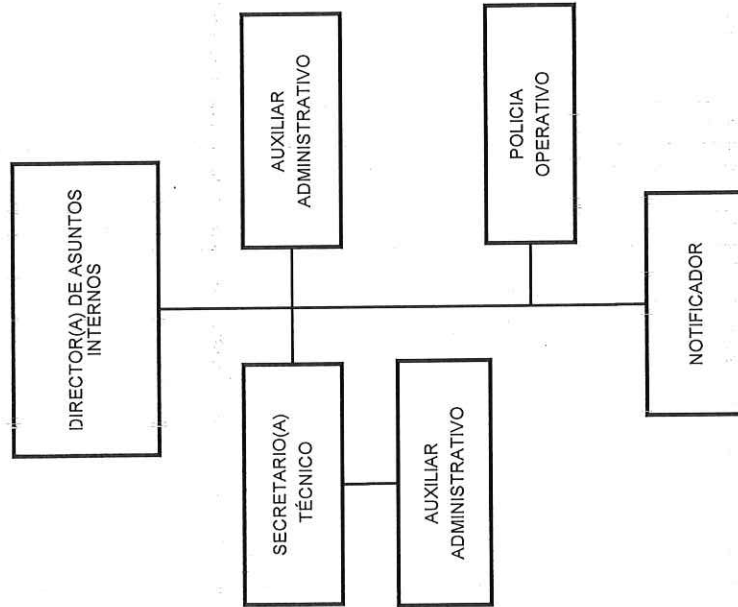 DIRECTOR(A) DE ASUNTOS
INTERNOS
SECRETARIO(A)
TÉCNICO
AUXILIAR
ADMINISTRATIVO
AUXILIAR
ADMINISTRATIVO
POLICIA
OPERATIVO
NOTIFICADOR